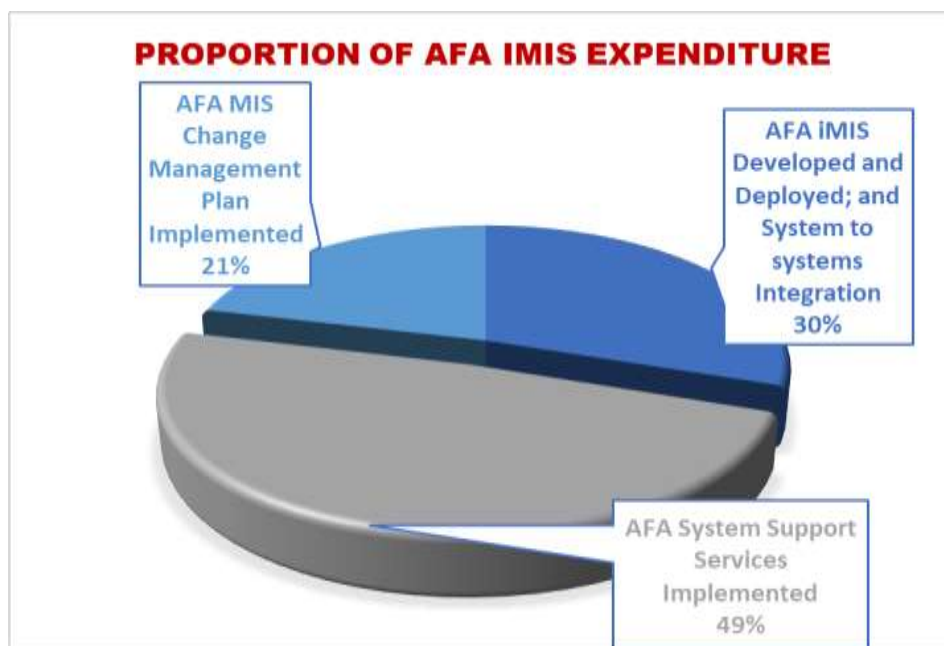 PROPORTION OF AFA IMIS EXPENDITURE
AFA MIS
Change
Management
Plan
Implemented
21%
AFA iMIS
Developed and
Deployed; and
System to
systems
Integration
30%
AFA System Support
Services
Implemented
49%